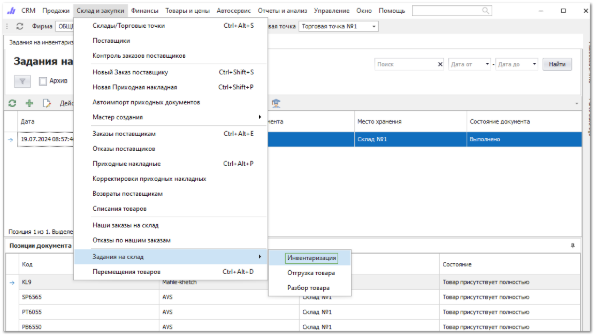 CRM Продажи Склад и закупки Финансы Товары и цены Автосервис Отчеты и анализ Управление Окно Помощь
Фирма ОБЩ Торговая точка №1
Задания на инвентариз
Задания на Поиск Дата от - Дата до Найти
Архив
Дата Место хранения Состояние документа
19.07.2024 08:57:4 Склад №1 Выполнено
Склады/Торговые точки Ctrl+Alt+S
Поставщики
Контроль заказов поставщиков
Новый Заказ поставщику Ctrl+Shift+S
Новая Приходная накладная Ctrl+Shift+P
Автоимпорт приходных документов
Мастер создания
Заказы поставщикам Ctrl+Alt+E
Отказы поставщиков
Приходные накладные Ctrl+Alt+P
Корректировки приходных накладных
Возвраты поставщикам
Списания товаров
Наши заказы на склад
Отказы по нашим заказам
Задания на склад
Перемещения товаров Ctrl+Alt+D
Инвентаризация
Отгрузка товара
Разбор товара
Позиция 1 из 1. Выделе
Позиции документа
Код Состояние
KL9 Mahle-knecht Товар присутствует полностью
SP6565 AVS Склад №1 Товар присутствует полностью
PT6055 AVS Склад №1 Товар присутствует полностью
PB6550 AVS Склад №1 Товар присутствует полностью